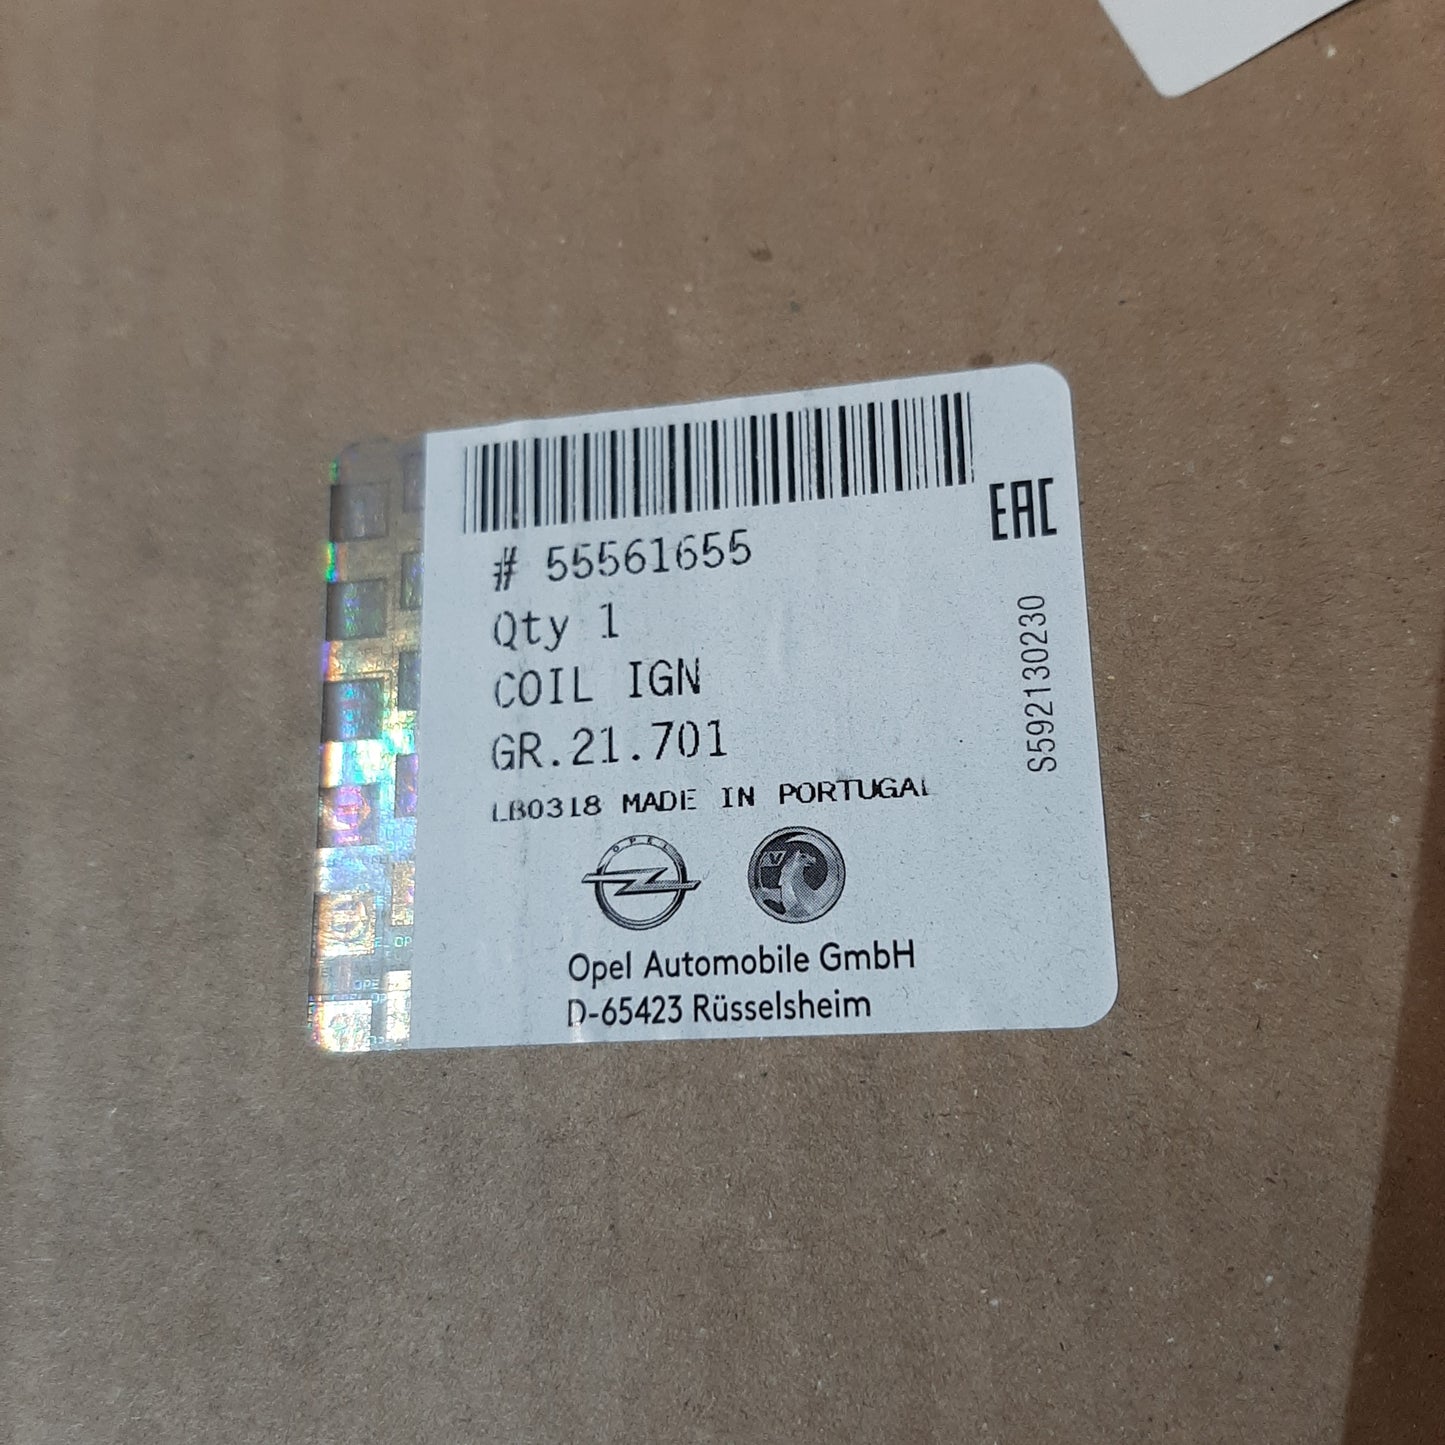 # 55561655
Qty 1
COIL IGN
GR.21.701
LB0318 MADE IN PORTUGAL
EAC
S592130230
OPEL
Opel Automobile GmbH
D-65423 Rüsselsheim